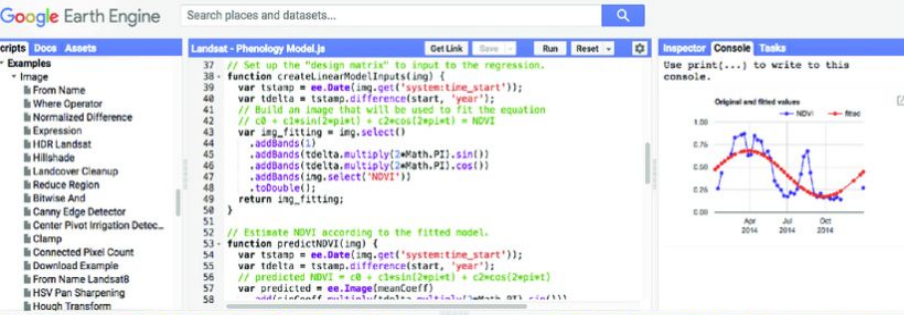 Google Earth Engine
Search places and datasets...
cripts Docs Assets
Examples
Image
From Name
Where Operator
Normalized Difference
Expression
HDR Landsat
Hillshade
Landcover Cleanup
Reduce Region
Bitwise And
Canny Edge Detector
Center Pivot Irrigation Detec...
Clamp
Connected Pixel Count
Download Example
From Name Landsat8
HSV Pan Sharpening
Hough Transform
Landsat - Phenology Model.js
Get Link Save Run Reset
37 // Set up the "design matrix" to input to the regression.
38 function createLinearModelInputs(img) {
39 var tstamp = ee.Date(img.get('system:time_start'));
40 var tdelta = tstamp.difference(start, 'year');
41 // Build an image that will be used to fit the equation
42 // c0 + c1*sin(2*pi*t) + c2*cos(2*pi*t) = NDVI
43 var img_fitting = img.select()
44 .addBands(1)
45 .addBands(tdelta.multiply(2*Math.PI).sin())
46 .addBands(tdelta.multiply(2*Math.PI).cos())
47 .addBands(img.select('NDVI'))
48 .toDouble();
49 return img_fitting;
50 }
51
52 // Estimate NDVI according to the fitted model.
53 function predictNDVI(img) {
54 var tstamp = ee.Date(img.get('system:time_start'));
55 var tdelta = tstamp.difference(start, 'year');
56 // predicted NDVI = c0 + c1*sin(2*pi*t) + c2*cos(2*pi*t)
57 var predicted = ee.Image(meanCoeff)
58
Inspector Console Tasks
Use print(...) to write to this
console.
Original and fitted values
NDVI fitted
1.00
0.75
0.50
0.25
0.00
Apr Jul Oct
2014 2014 2014